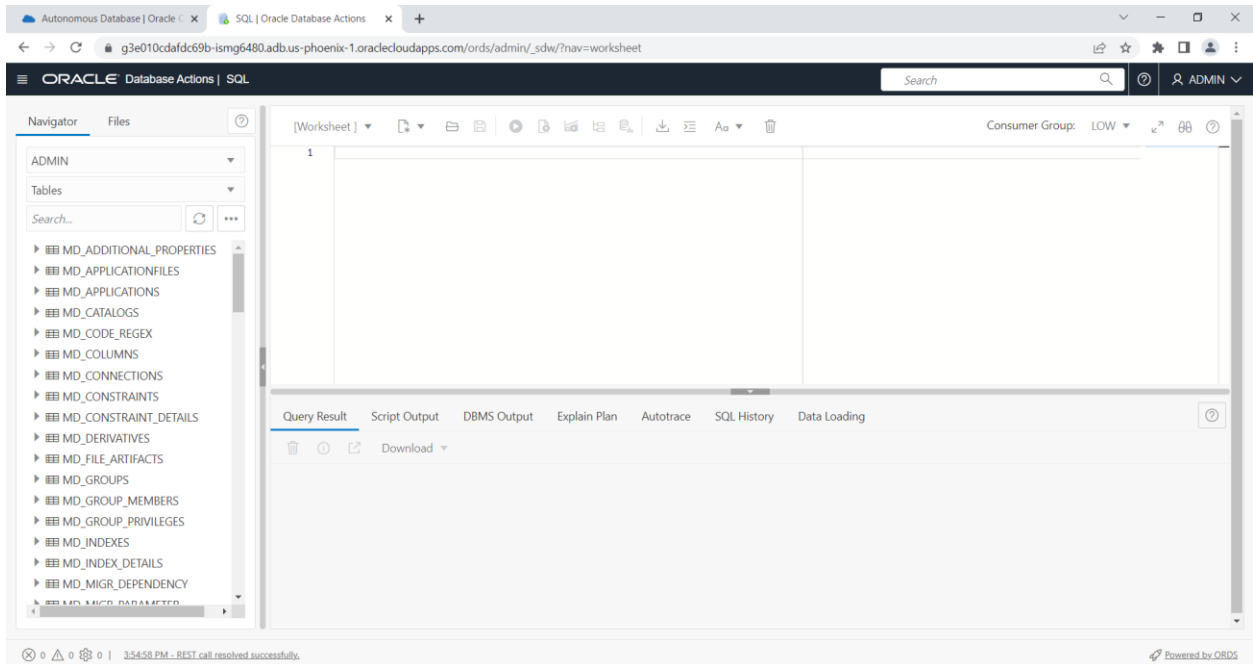 Autonomous Database | Oracle C
SQL | Oracle Database Actions
g3e010cdafdc69b-ismg6480.adb.us-phoenix-1.oraclecloudapps.com/ords/admin/_sdw/?nav=worksheet
ORACLE Database Actions | SQL
Search
ADMIN
Navigator Files
[Worksheet ]
Aa
Consumer Group: LOW
ADMIN
1
Tables
Search...
MD_ADDITIONAL_PROPERTIES
MD_APPLICATIONFILES
MD_APPLICATIONS
MD_CATALOGS
MD_CODE_REGEX
MD_COLUMNS
MD_CONNECTIONS
MD_CONSTRAINTS
MD_CONSTRAINT_DETAILS
MD_DERIVATIVES
MD_FILE_ARTIFACTS
MD_GROUPS
MD_GROUP_MEMBERS
MD_GROUP_PRIVILEGES
MD_INDEXES
MD_INDEX_DETAILS
MD_MIGR_DEPENDENCY
MD_MIGR_PARAMETER
Query Result Script Output DBMS Output Explain Plan Autotrace SQL History Data Loading
Download
0 0 0 | 3:54:58 PM - REST call resolved successfully.
Powered by ORDS